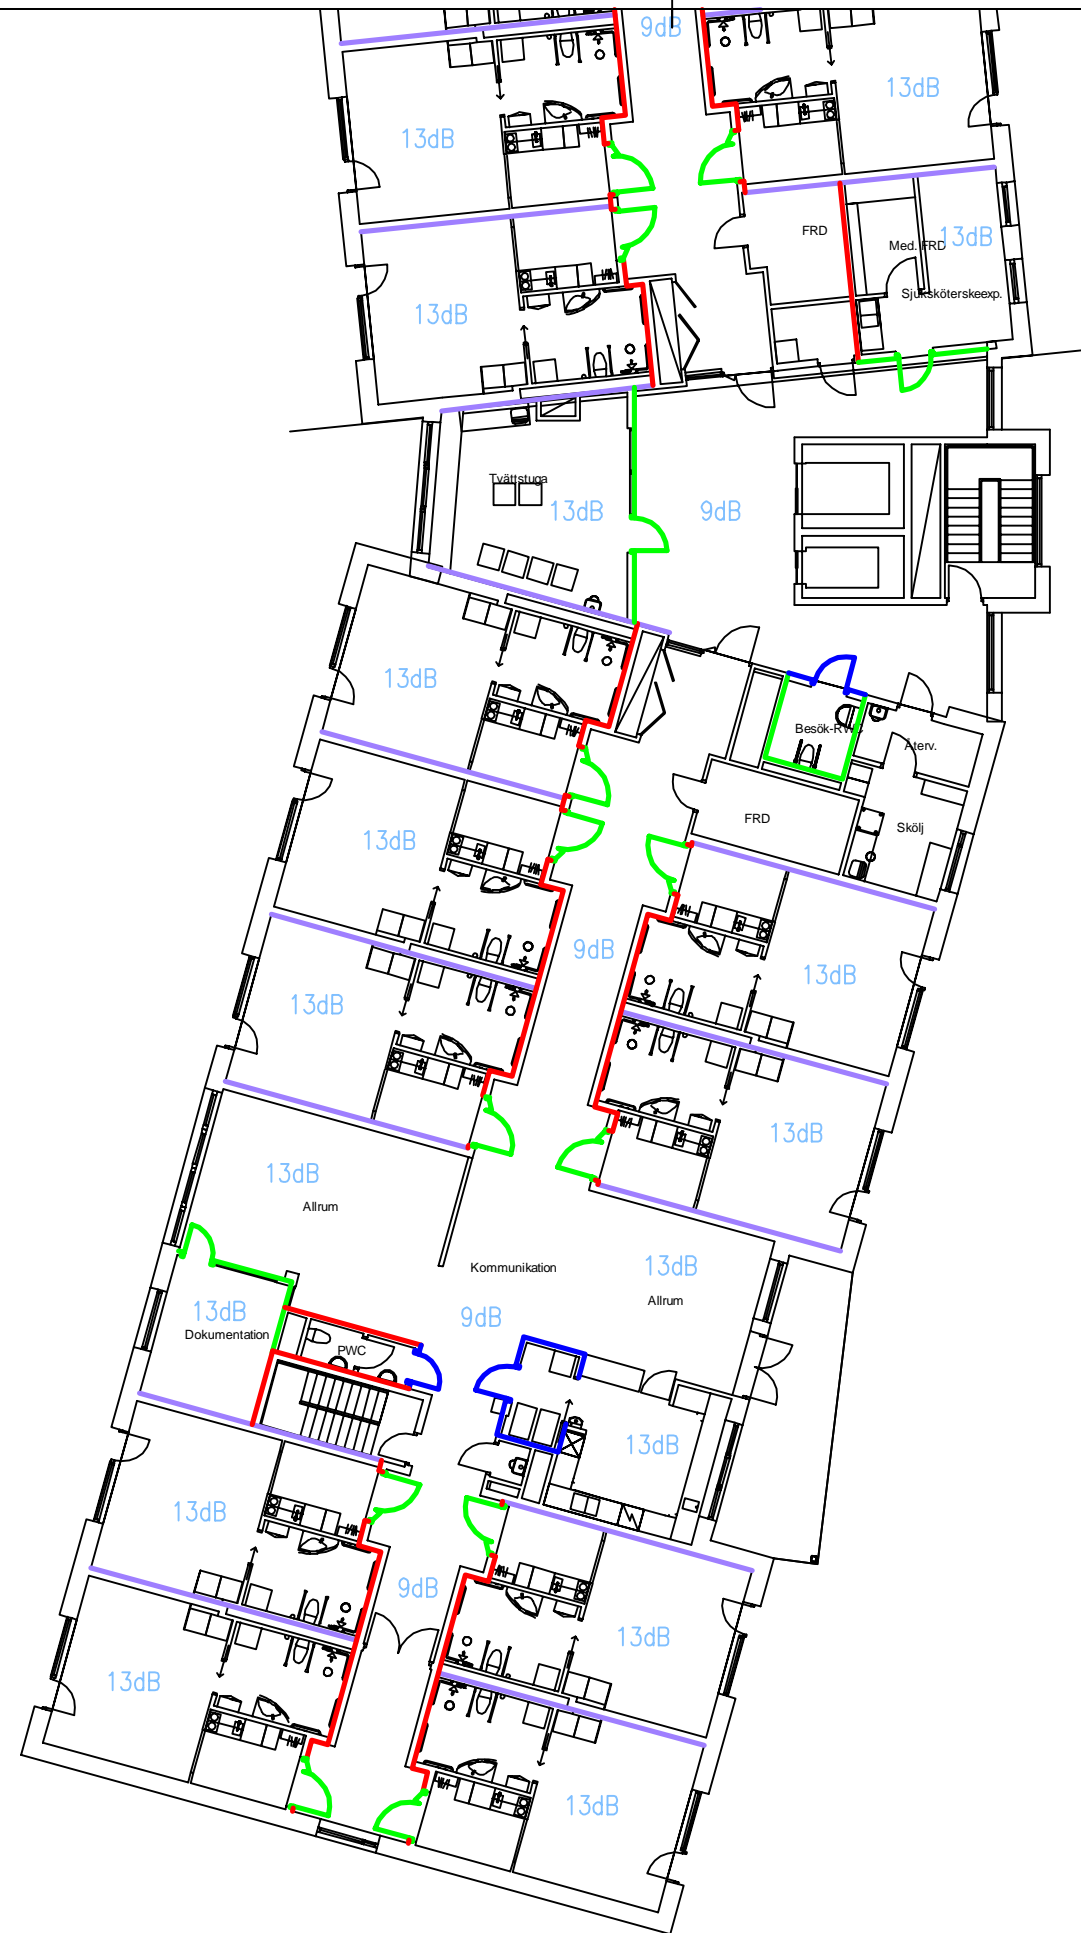 9dB
13dB
13dB
FRD
Med. FRD
13dB
Sjuksköterskeexp.
13dB
Tvättstuga
13dB
9dB
13dB
Besök-RWC
Återv.
FRD
Skölj
13dB
9dB
13dB
13dB
13dB
13dB
Allrum
Kommunikation
13dB
Allrum
13dB
9dB
Dokumentation
PWC
13dB
13dB
9dB
13dB
13dB
13dB